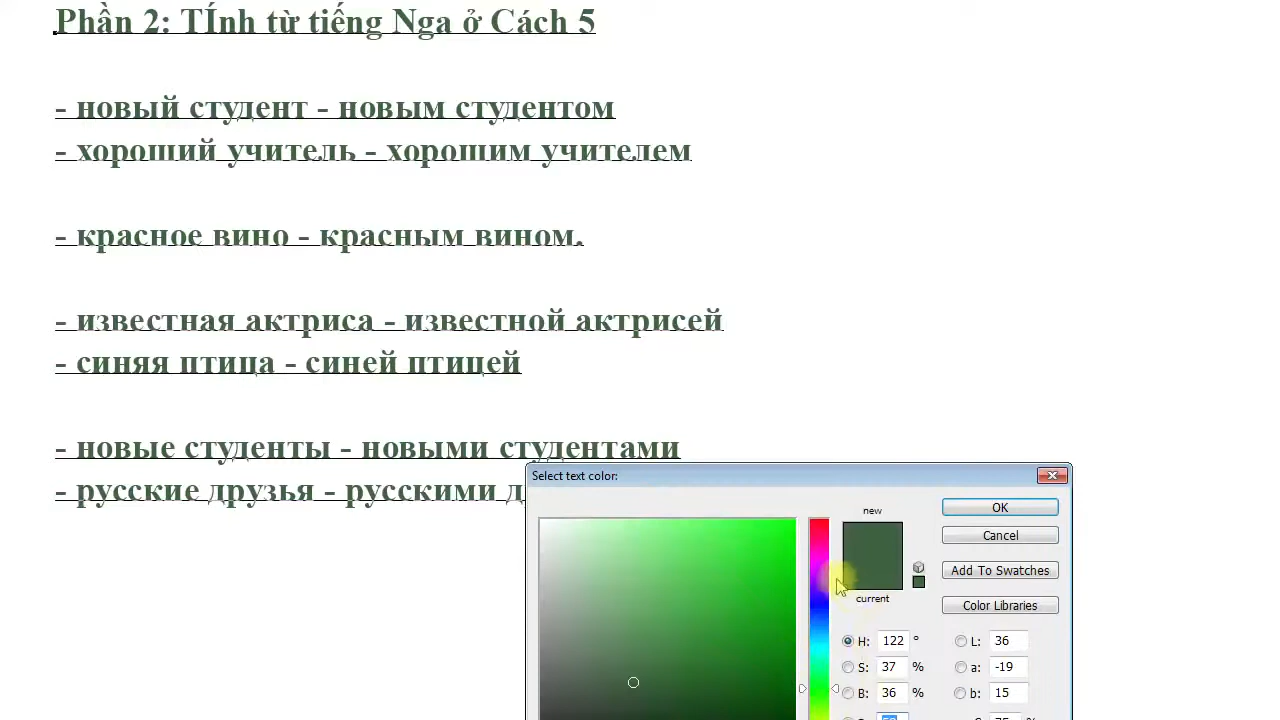 Phần 2: TÍnh từ tiếng Nga ở Cách 5
- новый студент - новым студентом
- хороший учитель - хорошим учителем
- красное вино - красным вином.
- известная актриса - известной актрисей
- синяя птица - синей птицей
- новые студенты - новыми студентами
- русские друзья - русскими
Select text color:
new
current
OK
Cancel
Add To Swatches
Color Libraries
H: 122 °
S: 37 %
B: 36 %
L: 36
a: -19
b: 15